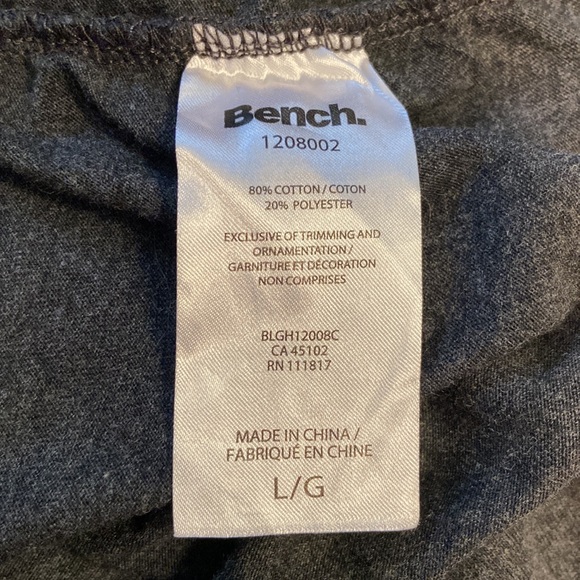 Bench.
1208002
80% COTTON / COTON
20% POLYESTER
EXCLUSIVE OF TRIMMING AND
ORNAMENTATION /
GARNITURE ET DÉCORATION
NON COMPRISES
BLGH12008C
CA 45102
RN 111817
MADE IN CHINA /
FABRIQUÉ EN CHINE
L/G